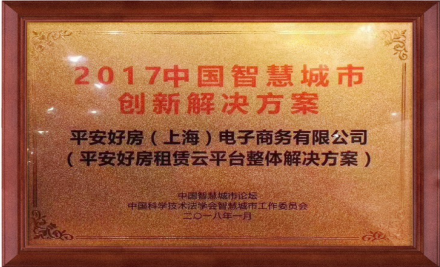 2017中国智慧城市
创新解决方案
平安好房（上海）电子商务有限公司
（平安好房租赁云平台整体解决方案）
中国智慧城市论坛
中国科学技术法学会智慧城市工作委员会
二〇一八年一月